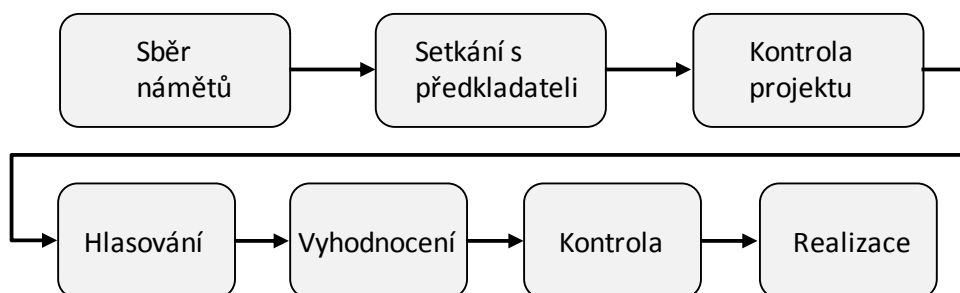 Sběr
námětů
Setkání s
předkladateli
Kontrola
projektu
Hlasování
Vyhodnocení
Kontrola
Realizace